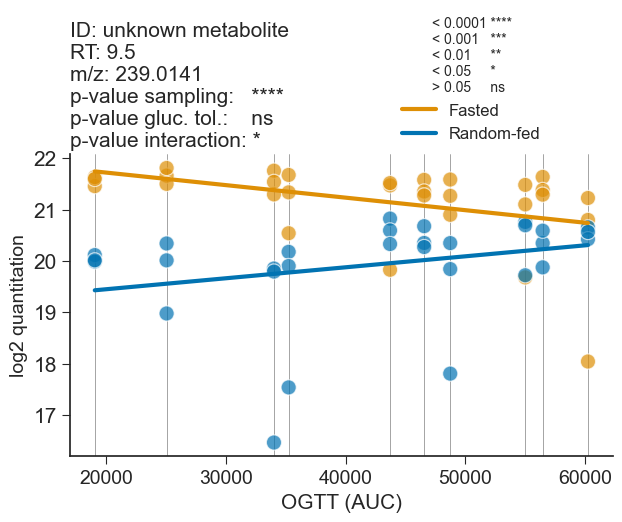 ID: unknown metabolite
RT: 9.5
m/z: 239.0141
p-value sampling: ****
p-value gluc. tol.: ns
p-value interaction: *
< 0.0001 ****
< 0.001 ***
< 0.01 **
< 0.05 *
> 0.05 ns
Fasted
Random-fed
22
21
20
19
18
17
log2 quantitation
20000 30000 40000 50000 60000
OGTT (AUC)